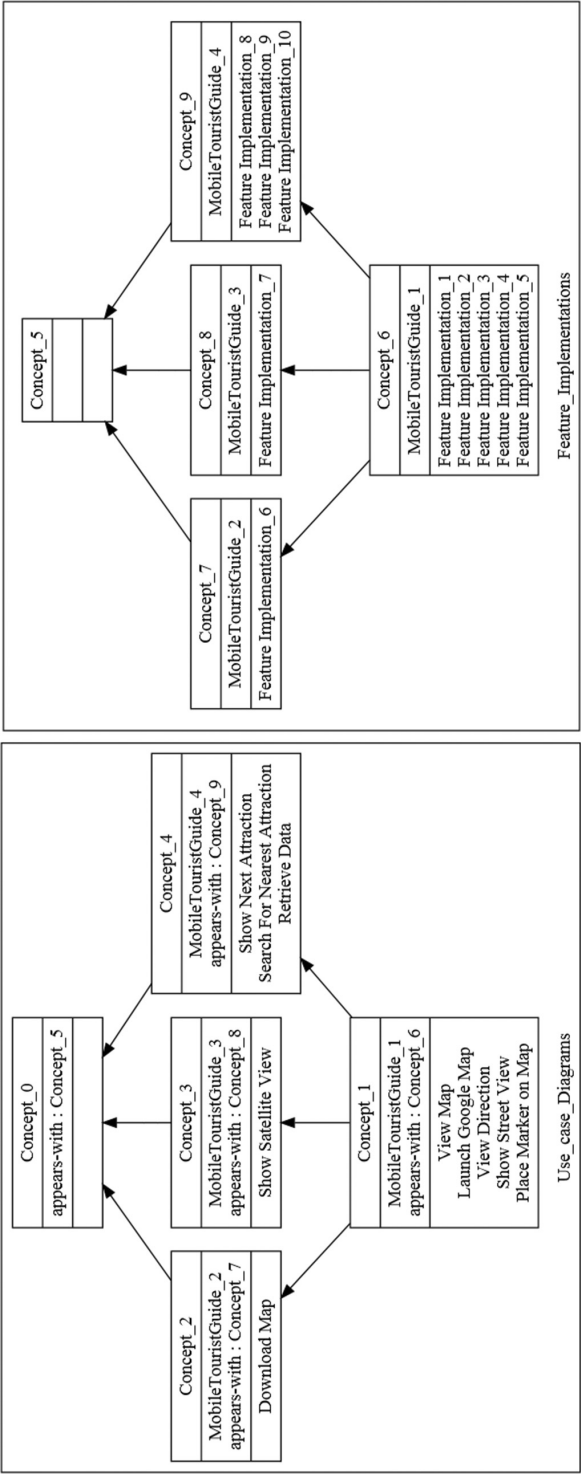 Concept_0
appears-with : Concept_5
Concept_2
MobileTouristGuide_2
appears-with : Concept_7
Download Map
Concept_3
MobileTouristGuide_3
appears-with : Concept_8
Show Satellite View
Concept_4
MobileTouristGuide_4
appears-with : Concept_9
Show Next Attraction
Search For Nearest Attraction
Retrieve Data
Concept_1
MobileTouristGuide_1
appears-with : Concept_6
View Map
Launch Google Map
View Direction
Show Street View
Place Marker on Map
Use_case_Diagrams
Concept_5
Concept_7
MobileTouristGuide_2
Feature Implementation_6
Concept_8
MobileTouristGuide_3
Feature Implementation_7
Concept_9
MobileTouristGuide_4
Feature Implementation_8
Feature Implementation_9
Feature Implementation_10
Concept_6
MobileTouristGuide_1
Feature Implementation_1
Feature Implementation_2
Feature Implementation_3
Feature Implementation_4
Feature Implementation_5
Feature_Implementations